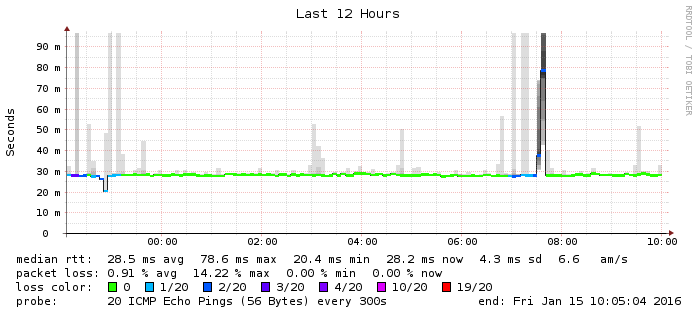 Last 12 Hours
RRDTOOL / TOBI OETIKER
Seconds
90 m
80 m
70 m
60 m
50 m
40 m
30 m
20 m
10 m
0
00:00 02:00 04:00 06:00 08:00 10:00
median rtt: 28.5 ms avg 78.6 ms max 20.4 ms min 28.2 ms now 4.3 ms sd 6.6 am/s
packet loss: 0.91 % avg 14.22 % max 0.00 % min 0.00 % now
loss color: 0 1/20 2/20 3/20 4/20 10/20 19/20
probe: 20 ICMP Echo Pings (56 Bytes) every 300s end: Fri Jan 15 10:05:04 2016